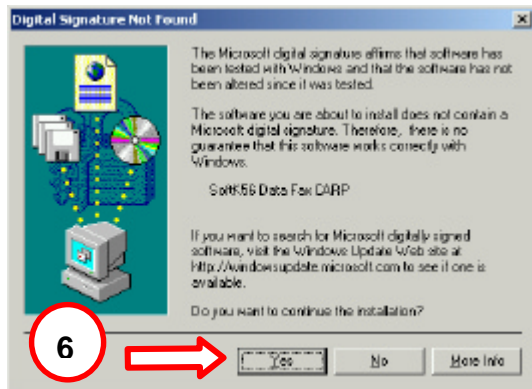 Digital Signature Not Found
The Microsoft digital signature affirms that software has
been tested with Windows and that the software has not
been altered since it was tested.
The software you are about to install does not contain a
Microsoft digital signature. Therefore, there is no
guarantee that this software works correctly with
Windows.
SoftK56 Data Fax CARP
If you want to search for Microsoft digitally signed
software, visit the Windows Update Web site at
http://windowsupdate.microsoft.com to see if one is
available.
Do you want to continue the installation?
6
Yes No More Info